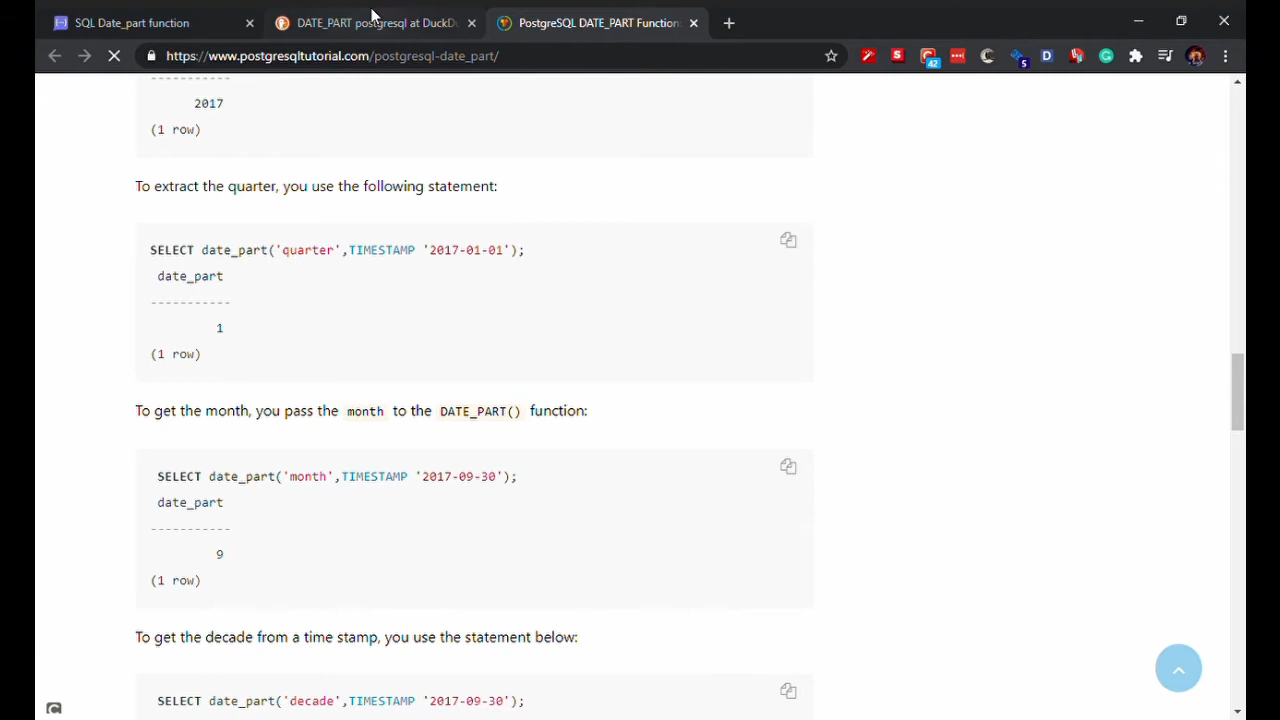 SQL Date_part function
DATE_PART postgresql at DuckDu
PostgreSQL DATE_PART Function:
https://www.postgresqltutorial.com/postgresql-date_part/
42
5
-----------
2017
(1 row)
To extract the quarter, you use the following statement:
SELECT date_part('quarter',TIMESTAMP '2017-01-01');
date_part
-----------
1
(1 row)
To get the month, you pass the month to the DATE_PART() function:
SELECT date_part('month',TIMESTAMP '2017-09-30');
date_part
-----------
9
(1 row)
To get the decade from a time stamp, you use the statement below:
SELECT date_part('decade',TIMESTAMP '2017-09-30');